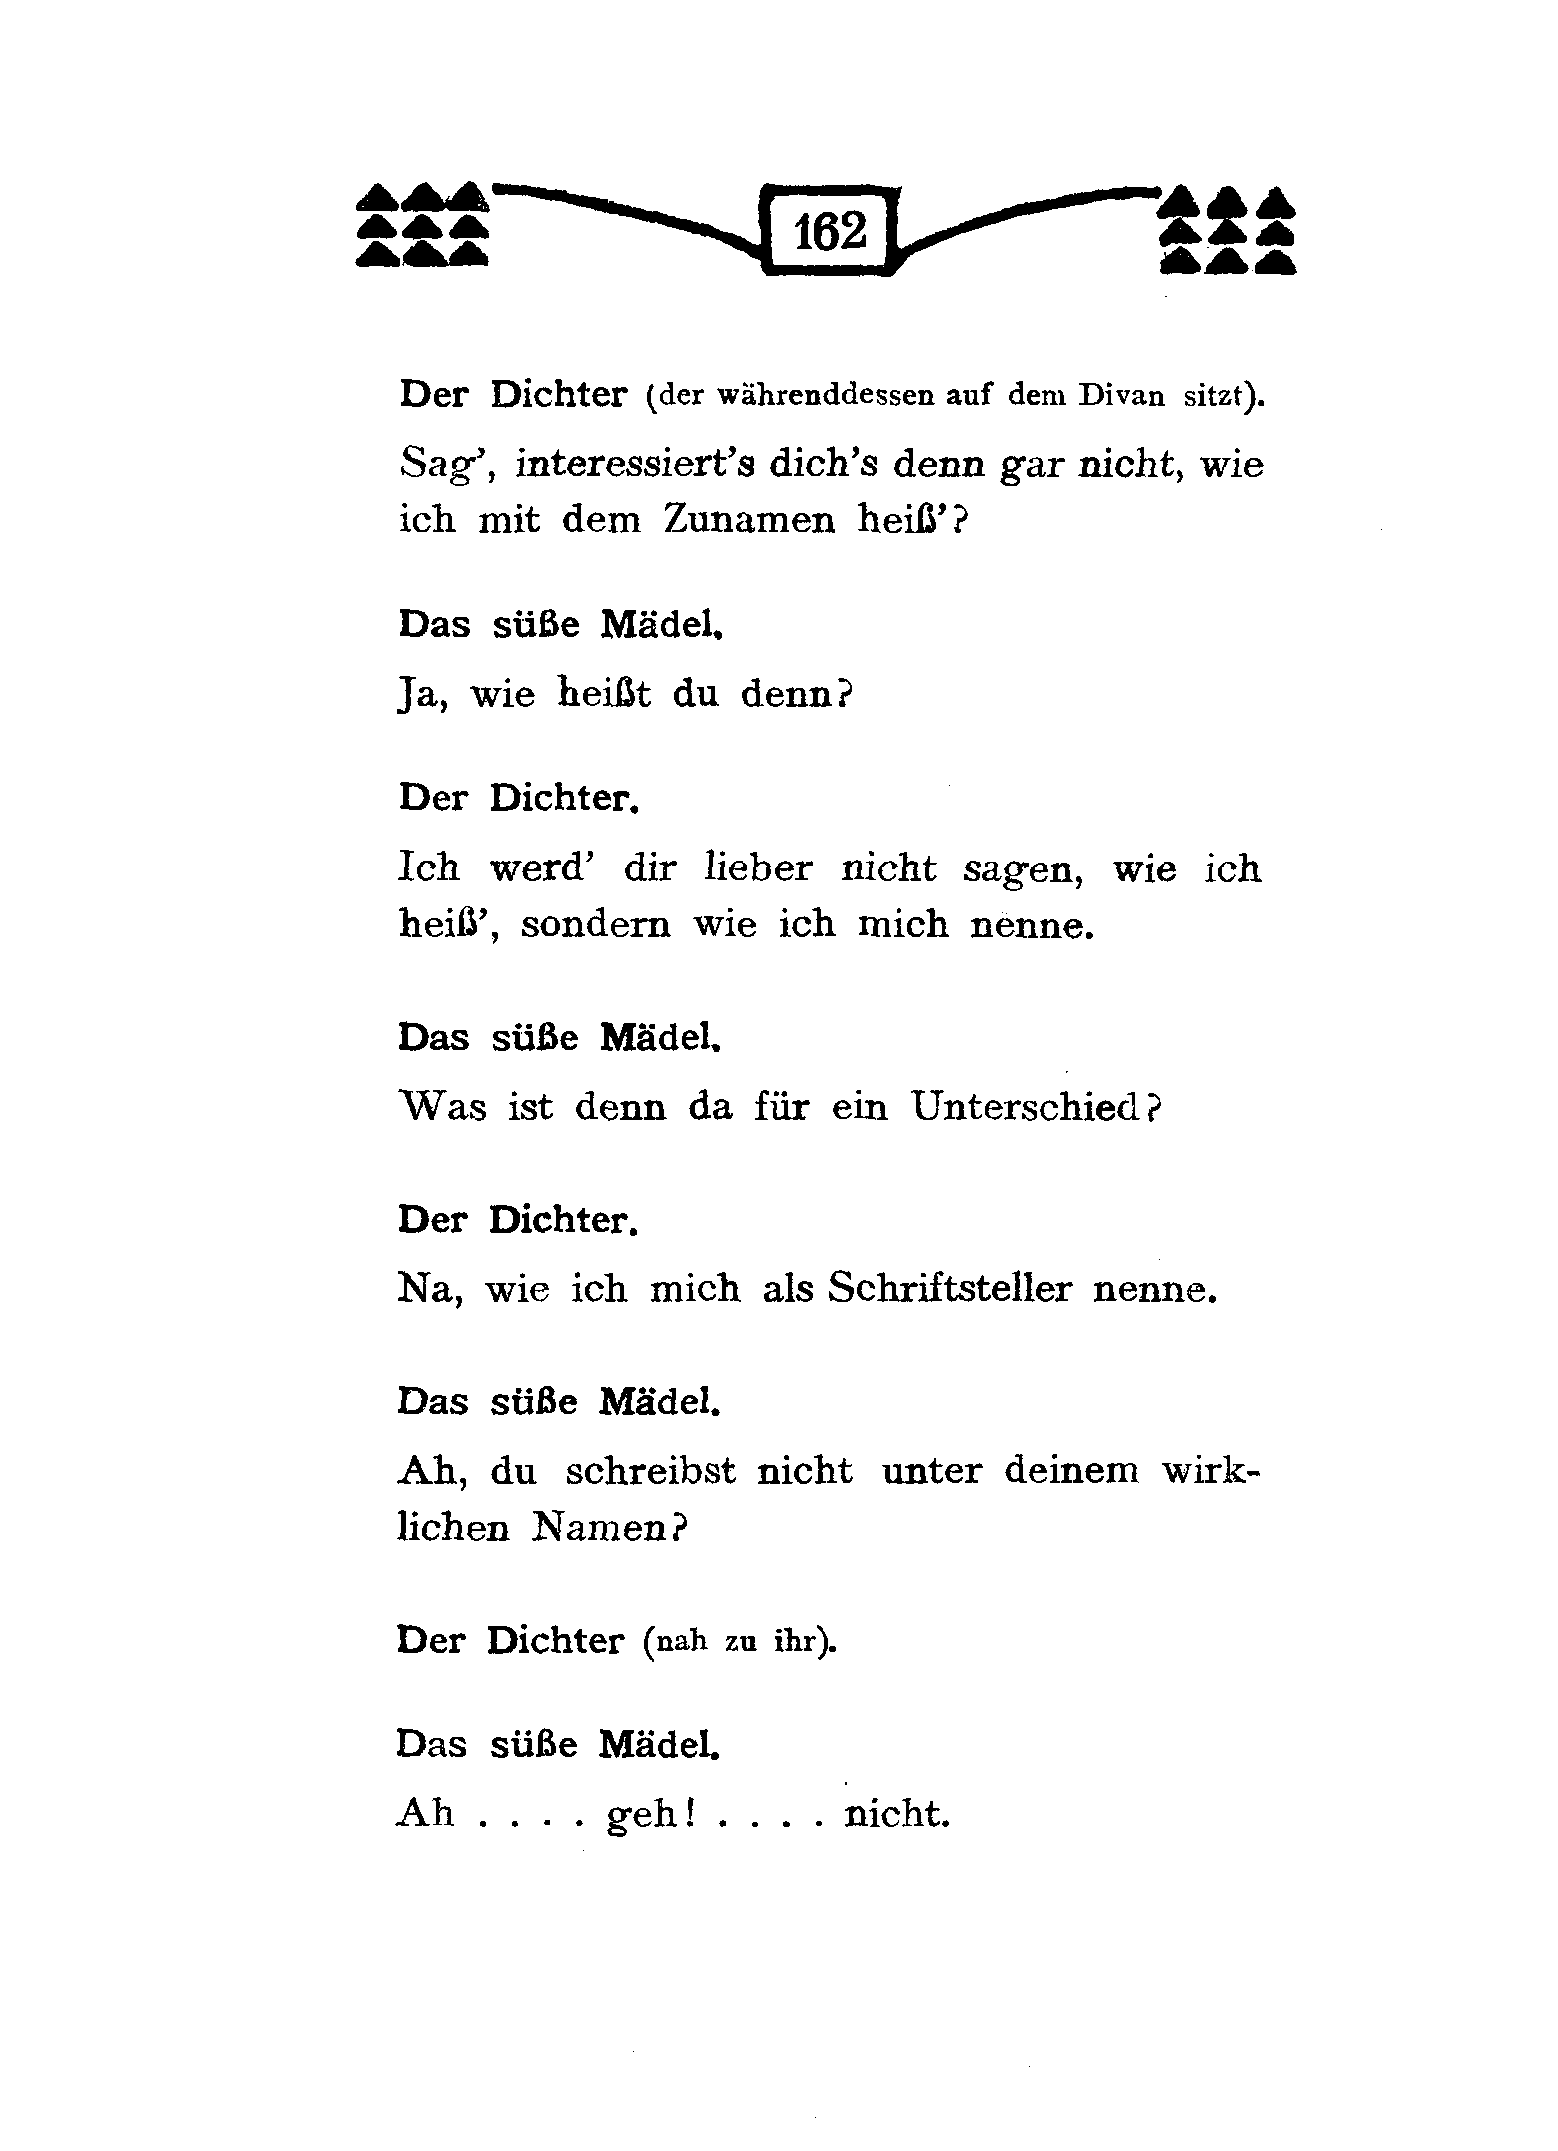 162
Der Dichter (der währenddessen auf dem Divan sitzt).
Sag’, interessiert’s dich’s denn gar nicht, wie
ich mit dem Zunamen heiß’?
Das süße Mädel.
Ja, wie heißt du denn?
Der Dichter.
Ich werd’ dir lieber nicht sagen, wie ich
heiß’, sondern wie ich mich nenne.
Das süße Mädel.
Was ist denn da für ein Unterschied?
Der Dichter.
Na, wie ich mich als Schriftsteller nenne.
Das süße Mädel.
Ah, du schreibst nicht unter deinem wirk-
lichen Namen?
Der Dichter (nah zu ihr).
Das süße Mädel.
Ah . . . . geh! . . . . nicht.